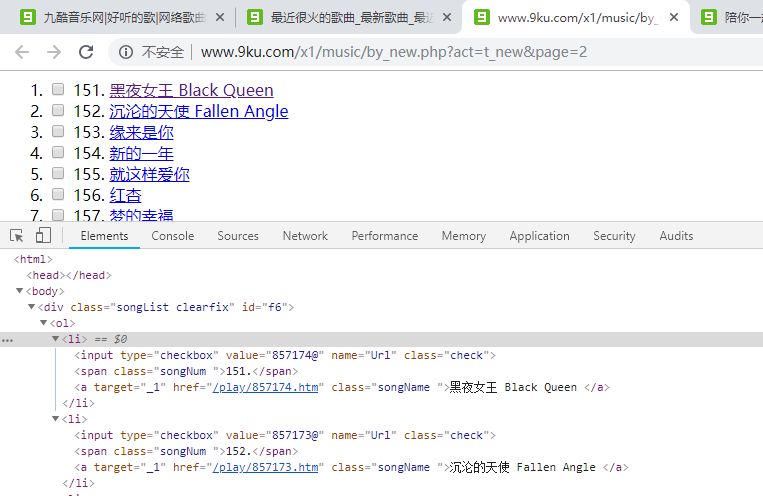 九酷音乐网|好听的歌|网络歌曲
最近很火的歌曲_最新歌曲_最近
www.9ku.com/x1/music/by_
陪你一起
不安全 | www.9ku.com/x1/music/by_new.php?act=t_new&page=2
1. 151. 黑夜女王 Black Queen
2. 152. 沉沦的天使 Fallen Angle
3. 153. 缘来是你
4. 154. 新的一年
5. 155. 就这样爱你
6. 156. 红杏
7. 157. 梦的幸福
Elements Console Sources Network Performance Memory Application Security Audits
<html>
<head></head>
<body>
<div class="songList clearfix" id="f6">
<ol>
... <li> == $0
<input type="checkbox" value="857174@" name="Url" class="check">
<span class="songNum ">151.</span>
<a target="_1" href="/play/857174.htm" class="songName ">黑夜女王 Black Queen </a>
</li>
<li>
<input type="checkbox" value="857173@" name="Url" class="check">
<span class="songNum ">152.</span>
<a target="_1" href="/play/857173.htm" class="songName ">沉沦的天使 Fallen Angle </a>
</li>